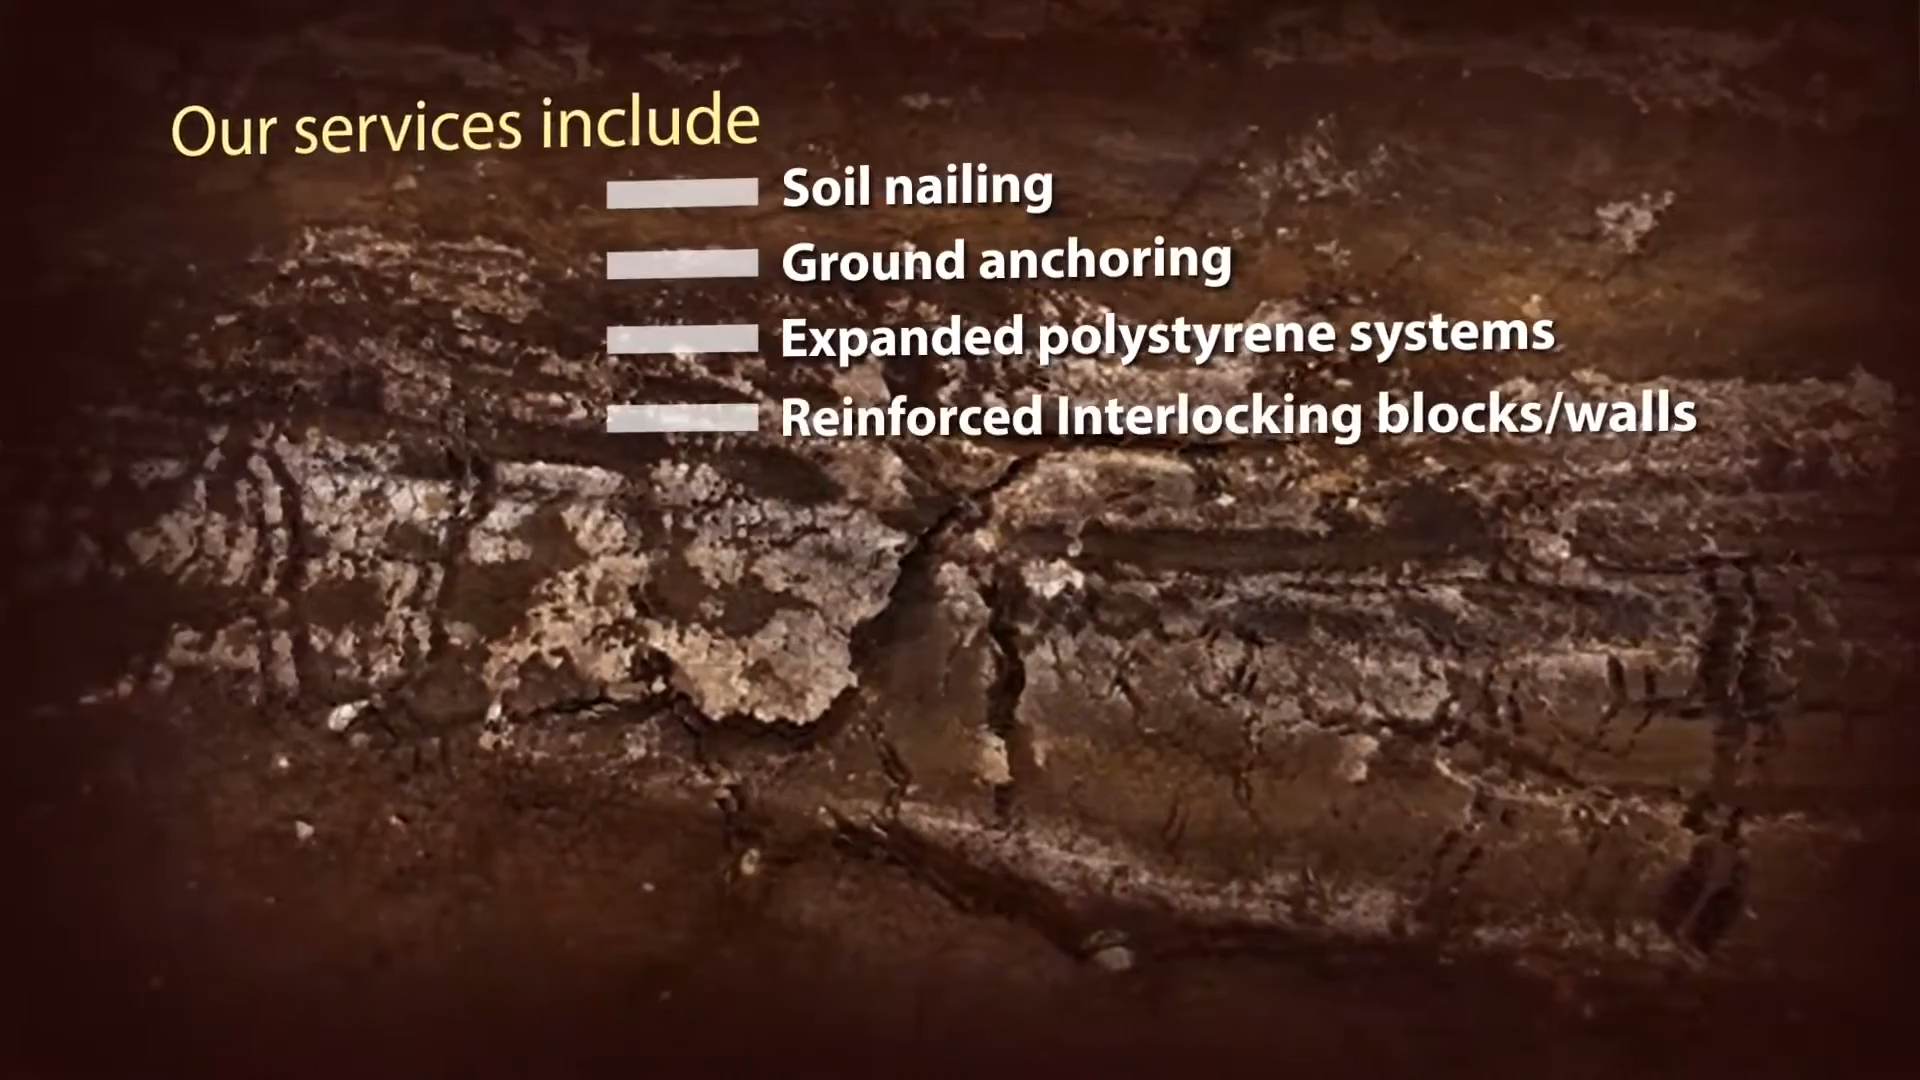 Our services include
Soil nailing
Ground anchoring
Expanded polystyrene systems
Reinforced Interlocking blocks/walls